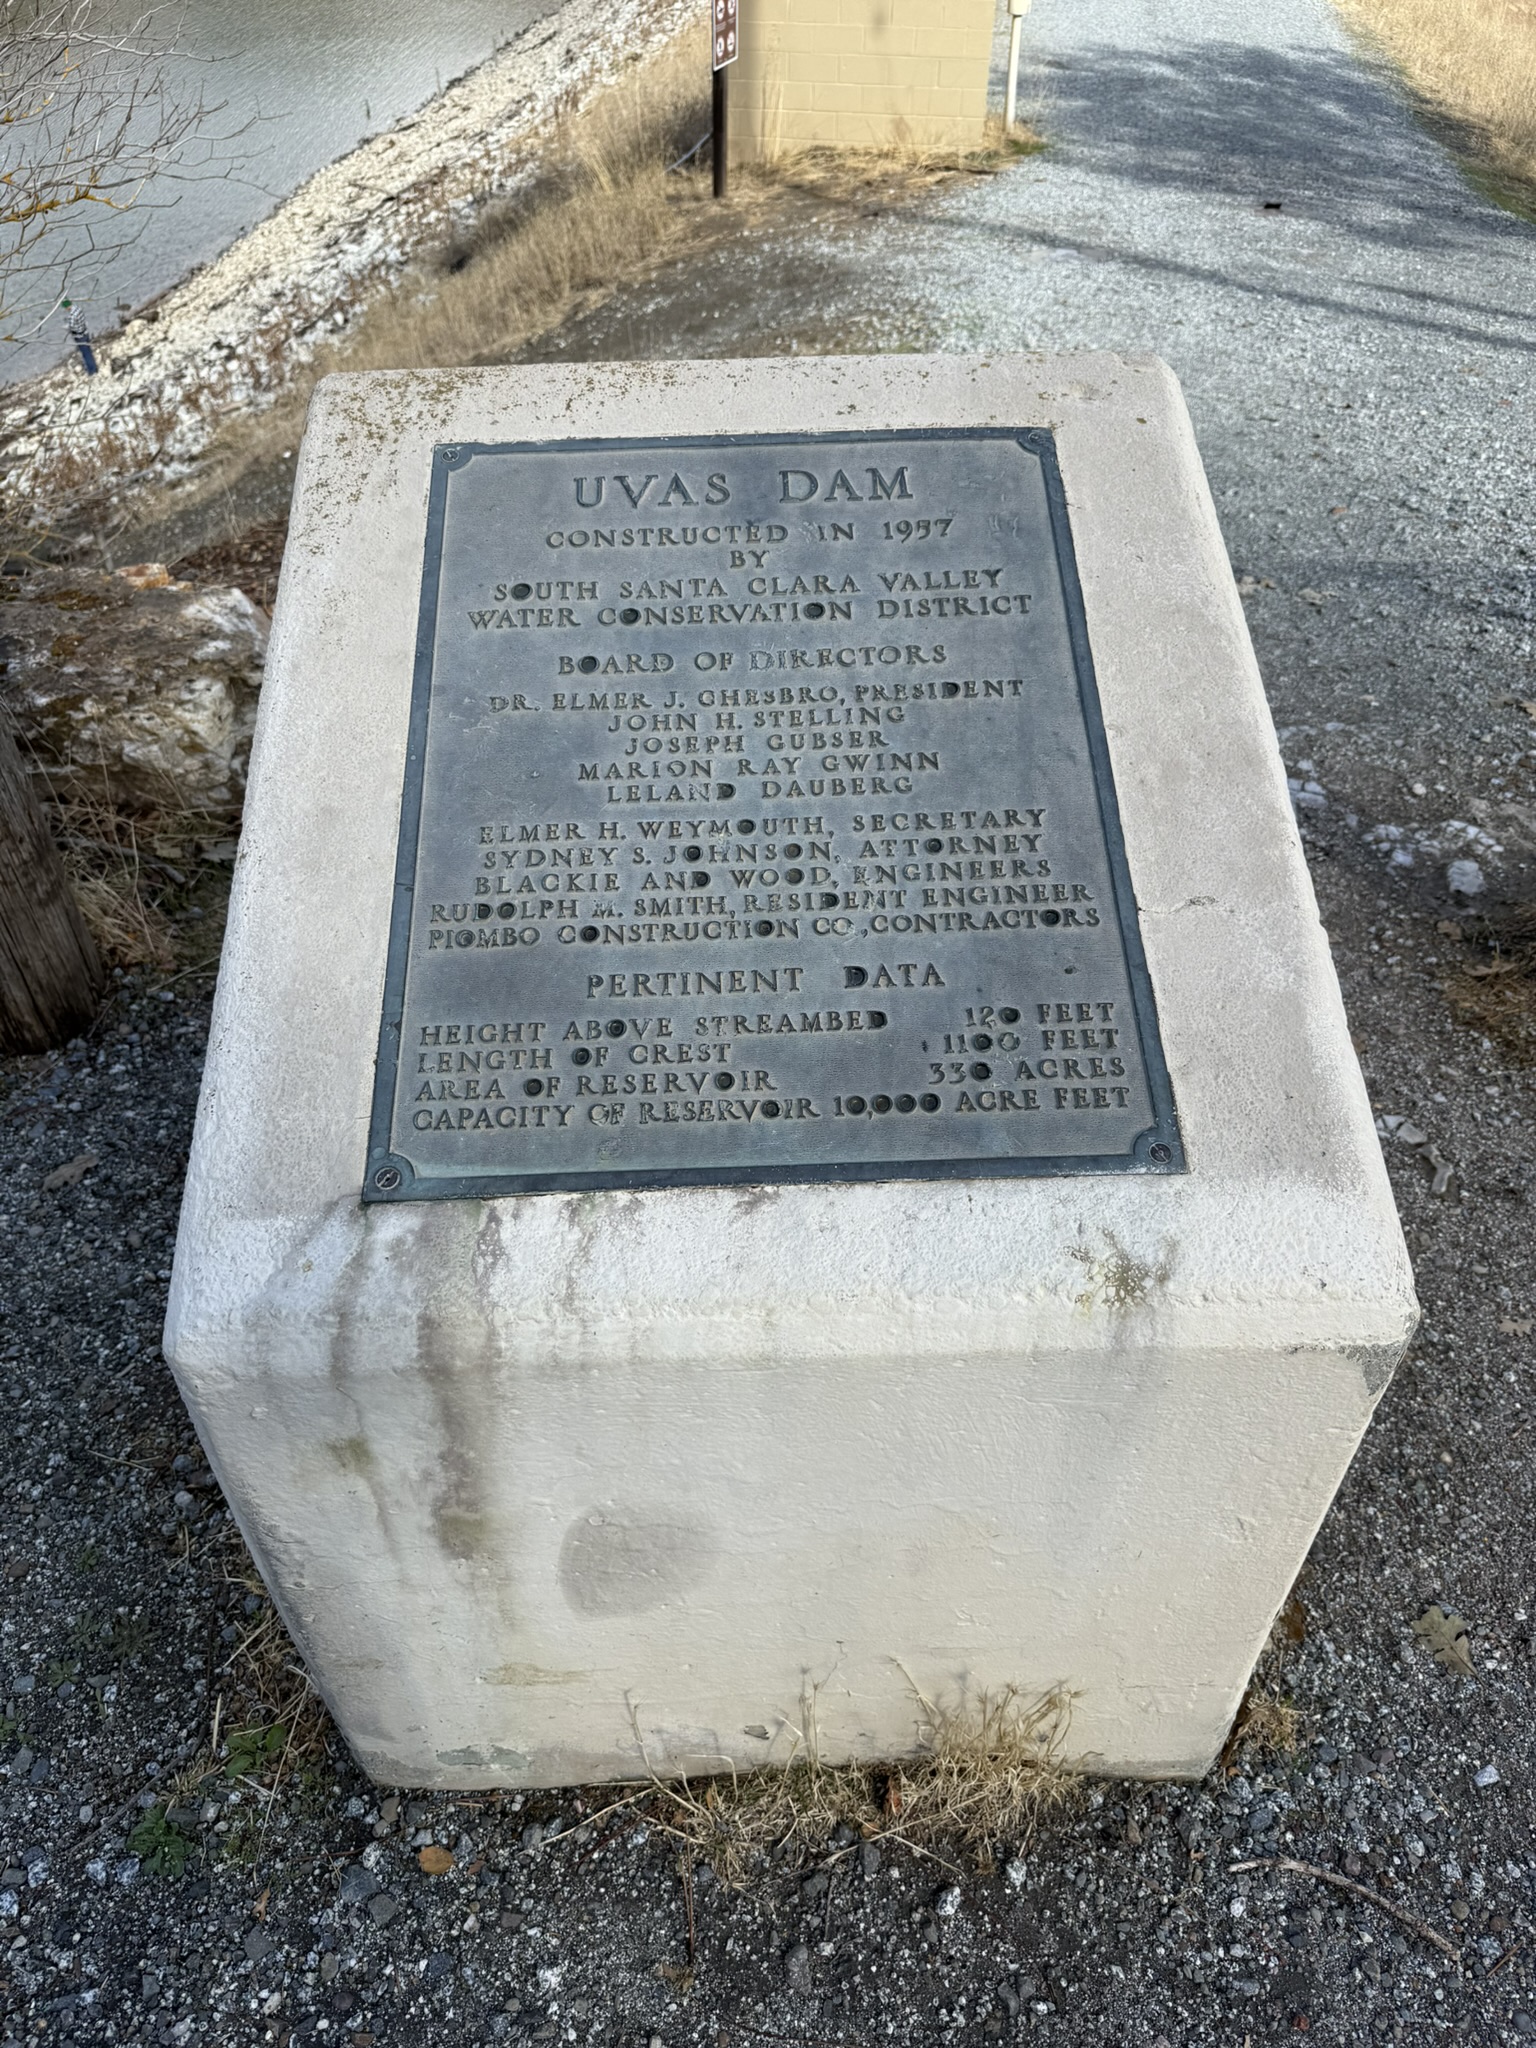 UVAS DAM
CONSTRUCTED IN 1957
BY
SOUTH SANTA CLARA VALLEY
WATER CONSERVATION DISTRICT
BOARD OF DIRECTORS
DR. ELMER J. CHESBRO, PRESIDENT
JOHN H. STELLING
JOSEPH GUBSER
MARION RAY GWINN
LELAND DAUBERG
ELMER H. WEYMOUTH, SECRETARY
SYDNEY S. JOHNSON, ATTORNEY
BLACKIE AND WOOD, ENGINEERS
RUDOLPH M. SMITH, RESIDENT ENGINEER
PIOMBO CONSTRUCTION CO., CONTRACTORS
PERTINENT DATA
HEIGHT ABOVE STREAMBED 120 FEET
LENGTH OF CREST 1100 FEET
AREA OF RESERVOIR 330 ACRES
CAPACITY OF RESERVOIR 10,000 ACRE FEET